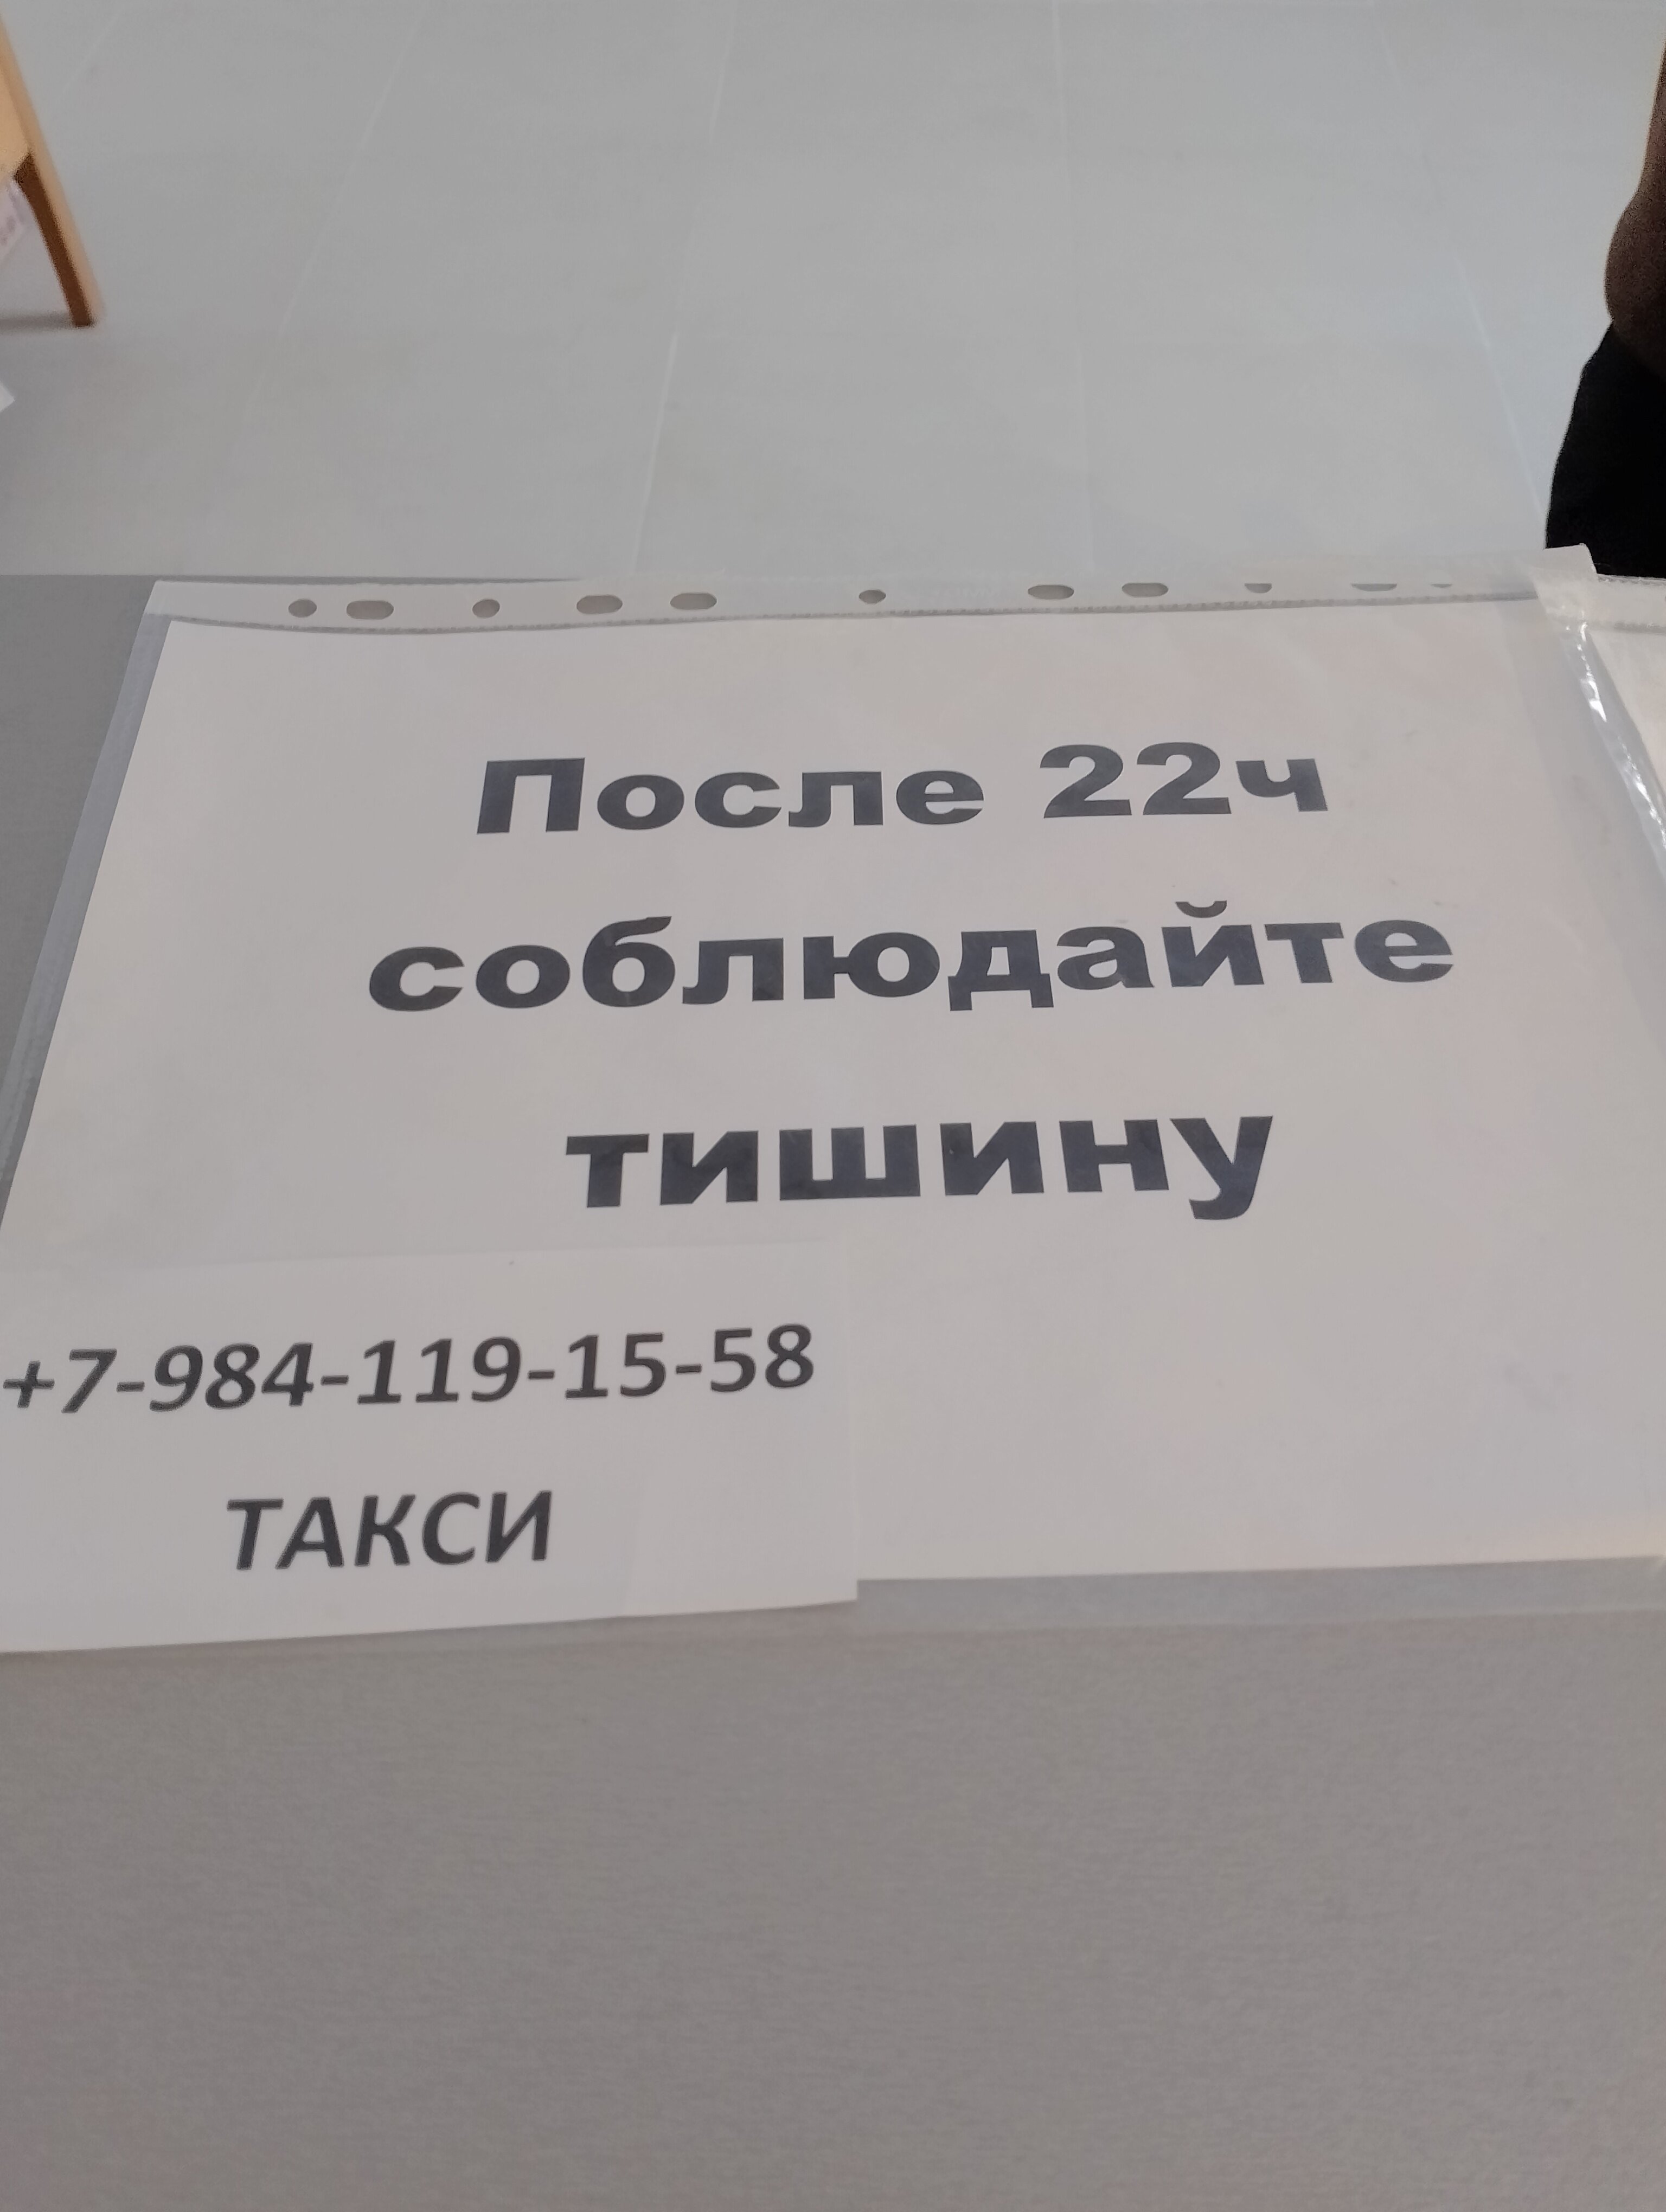 После 22ч
соблюдайте
тишину
+7-984-119-15-58
ТАКСИ